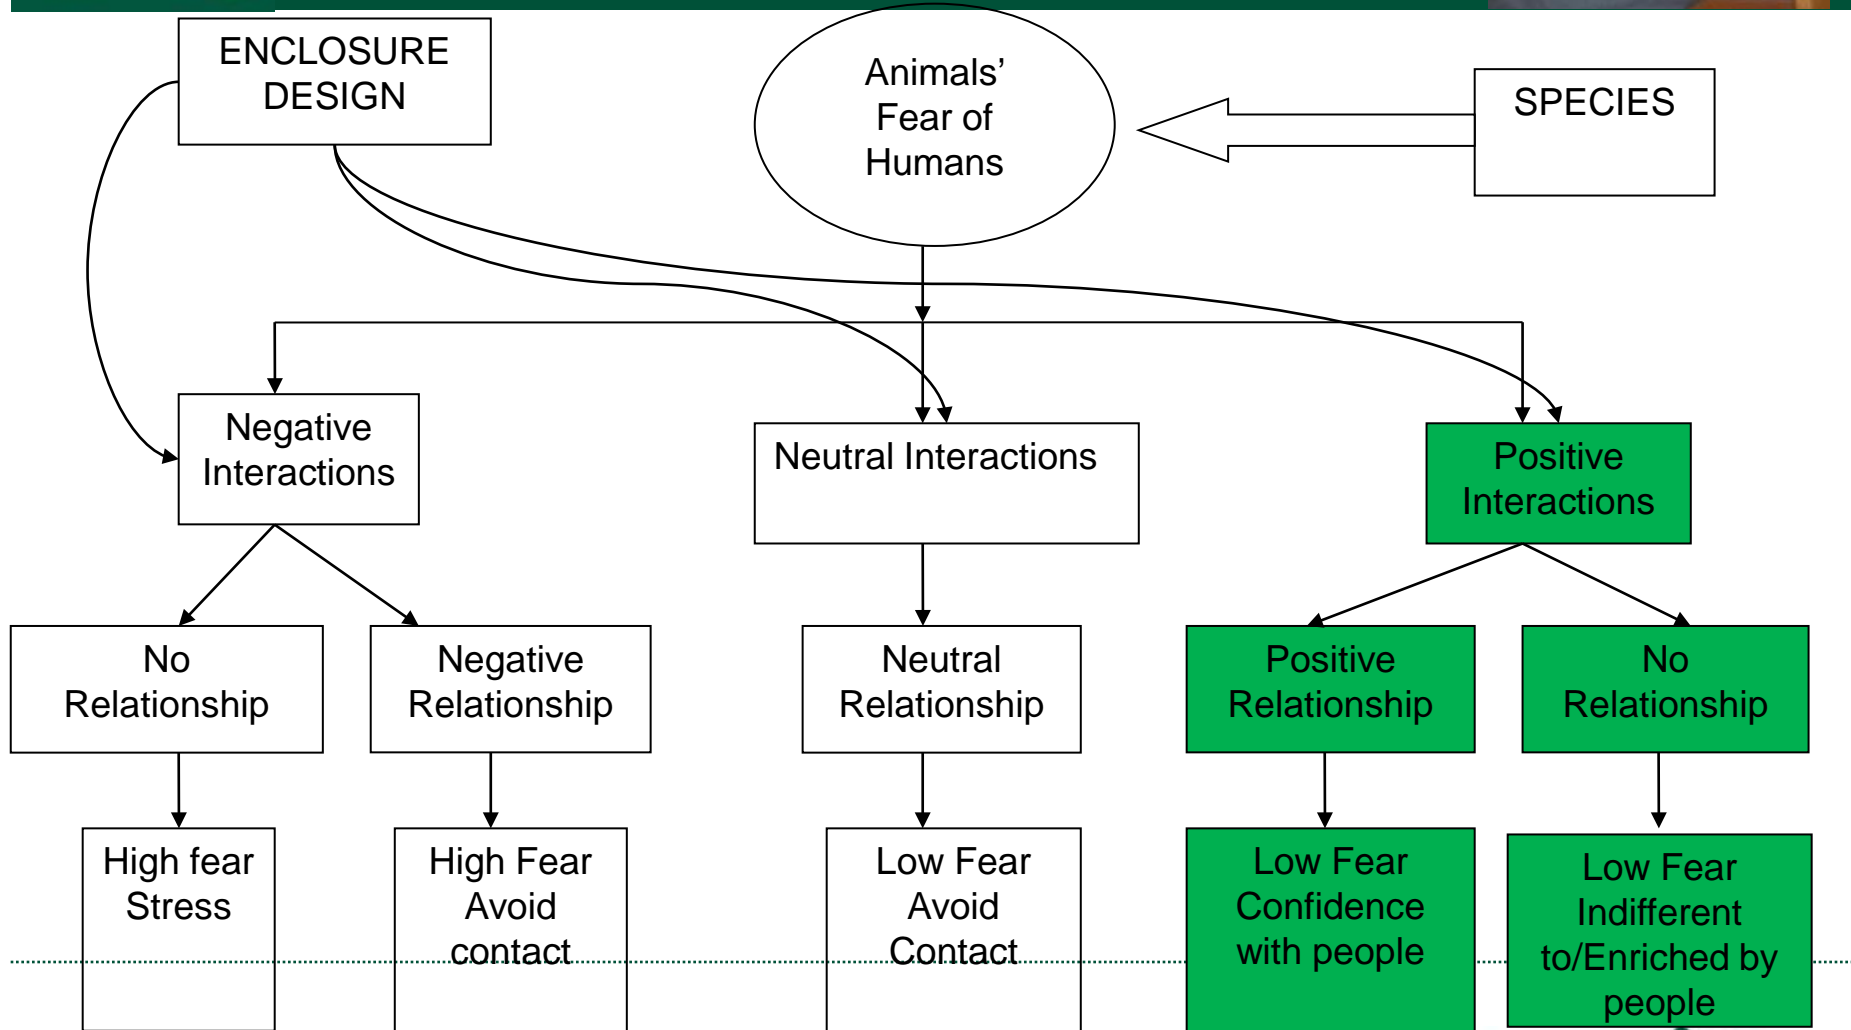 ENCLOSURE
DESIGN
Animals’
Fear of
Humans
SPECIES
Negative
Interactions
Neutral Interactions
Positive
Interactions
No
Relationship
Negative
Relationship
Neutral
Relationship
Positive
Relationship
No
Relationship
High fear
Stress
High Fear
Avoid
contact
Low Fear
Avoid
Contact
Low Fear
Confidence
with people
Low Fear
Indifferent
to/Enriched by
people